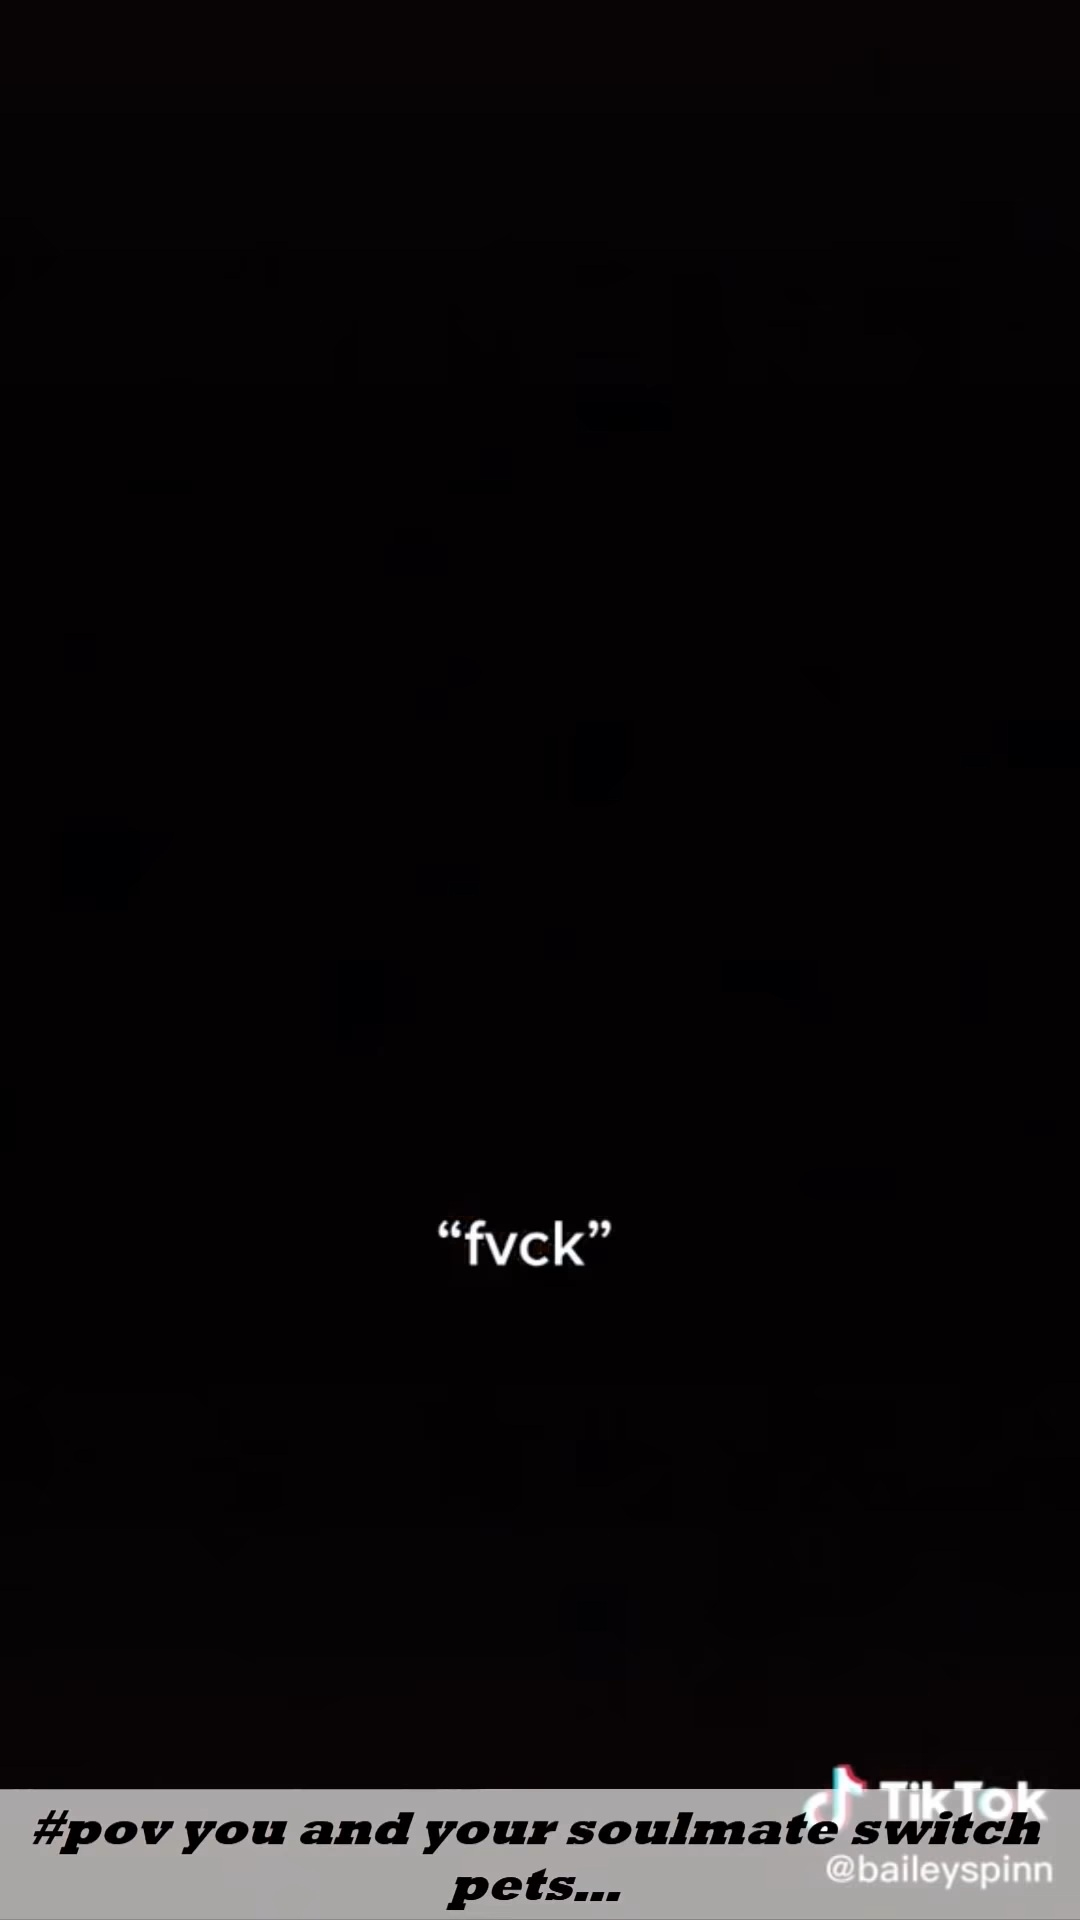 “fvck”
TikTok
#pov you and your soulmate switch
@baileyspinn
pets...